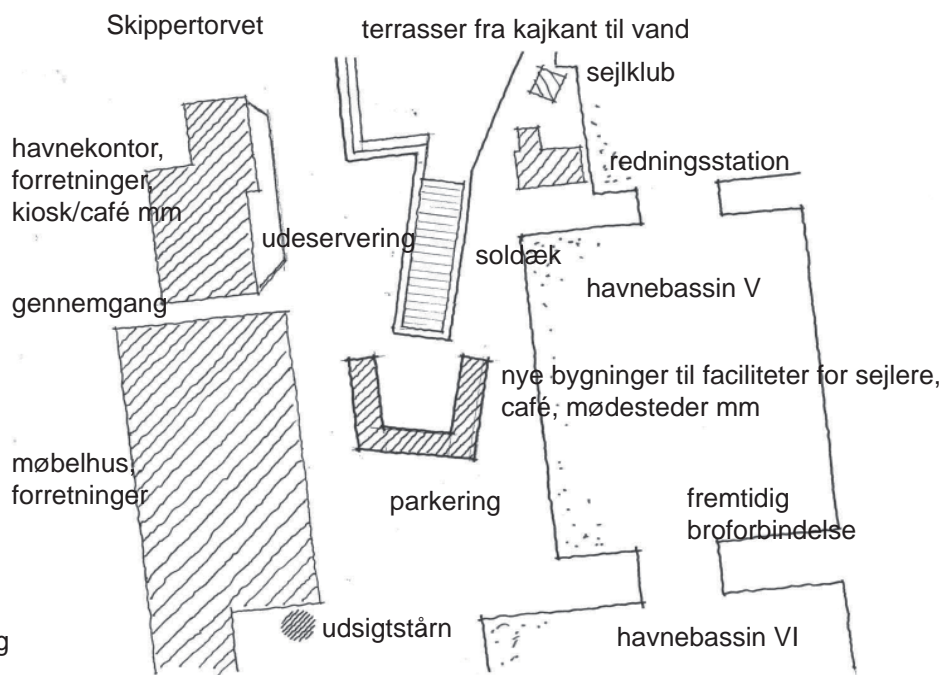 Skippertorvet
terrasser fra kajkant til vand
sejlklub
havnekontor,
forretninger,
kiosk/café mm
redningsstation
udeservering
soldæk
havnebassin V
gennemgang
nye bygninger til faciliteter for sejlere,
café, mødesteder mm
møbelhus,
forretninger
parkering
fremtidig
broforbindelse
udsigtstårn
havnebassin VI
g